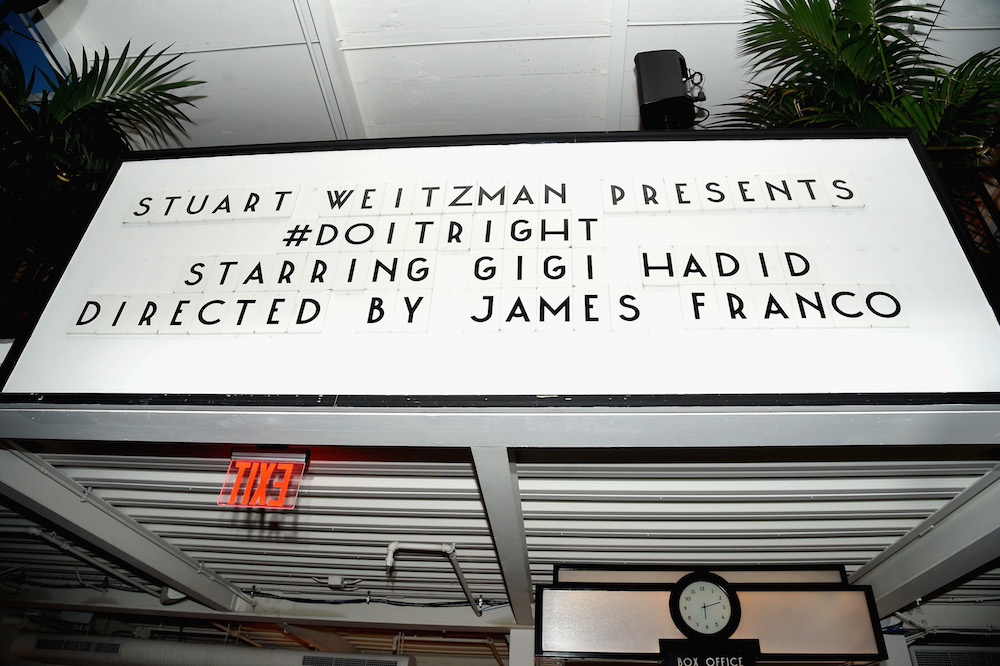 STUART WEITZMAN PRESENTS
#DOITRIGHT
STARRING GIGI HADID
DIRECTED BY JAMES FRANCO
EXIT
BOX OFFICE